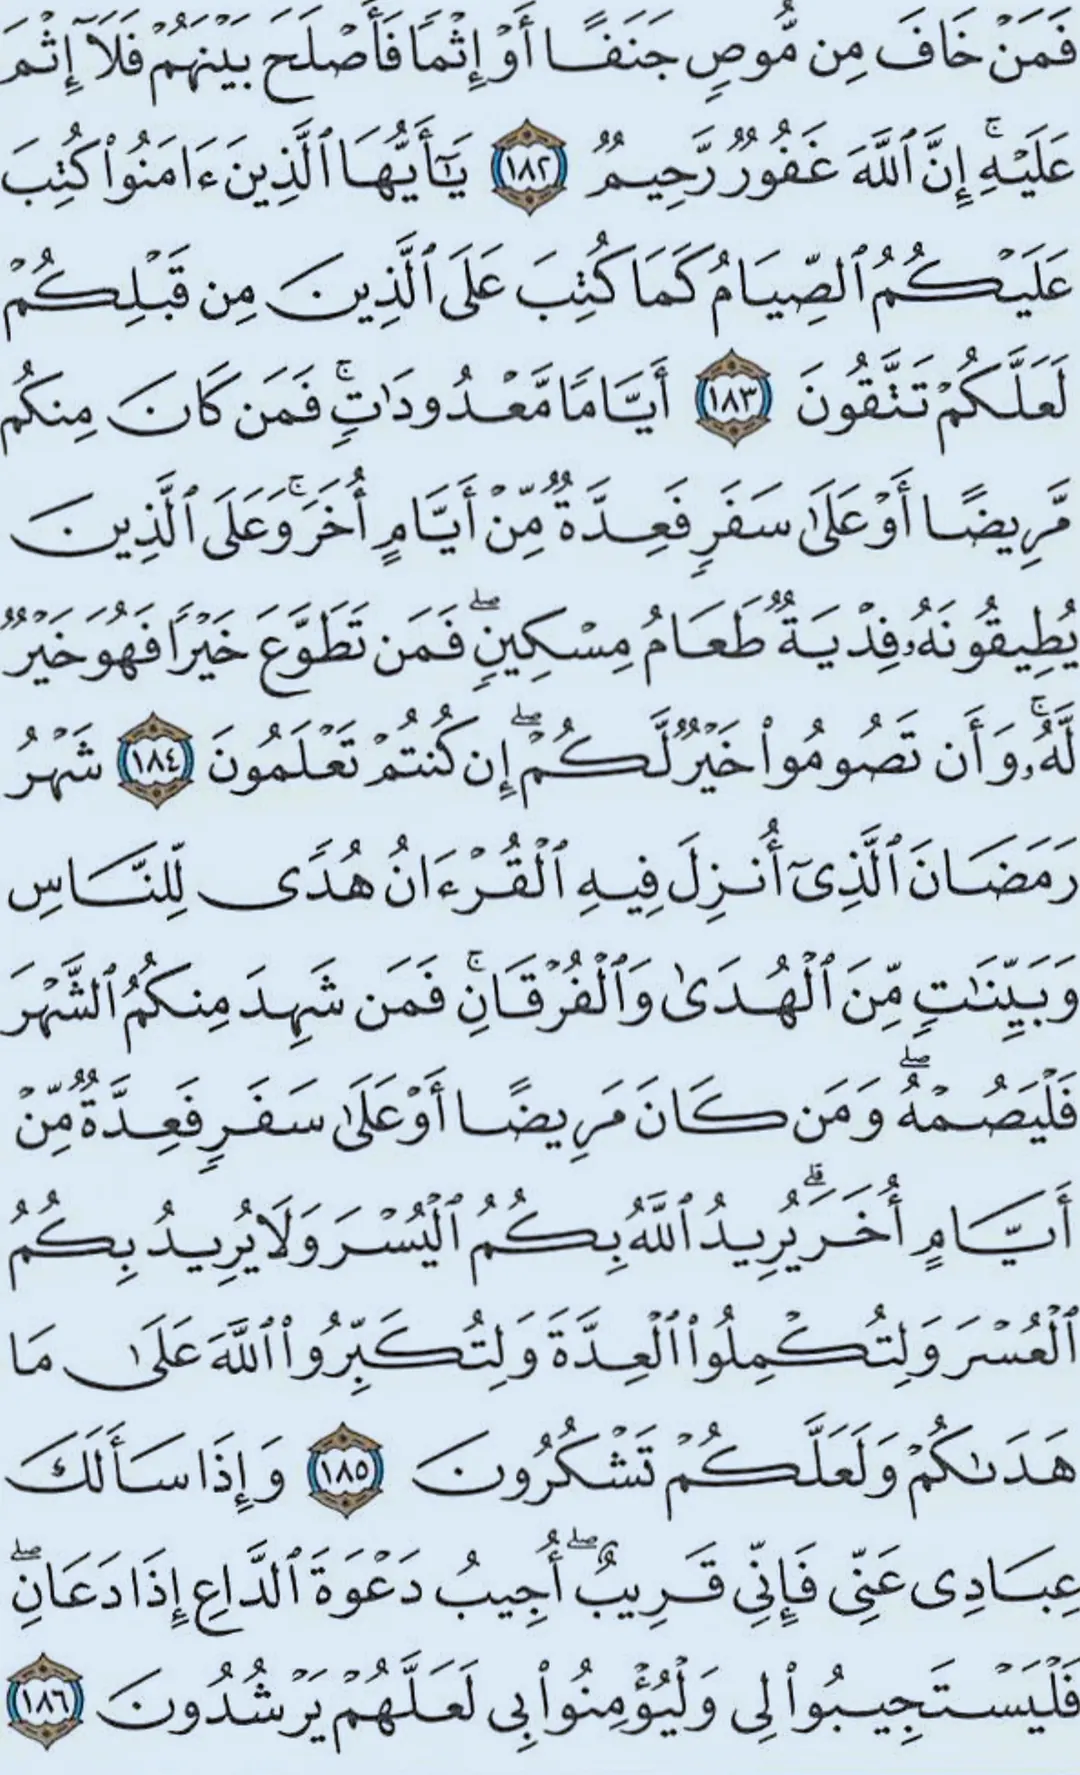 فَمَنْ خَافَ مِن مُّوصٍ جَنَفًا أَوْ إِثْمًا فَأَصْلَحَ بَيْنَهُمْ فَلَآ إِثْمَ
عَلَيْهِۚ إِنَّ ٱللَّهَ غَفُورٌ رَّحِيمٌ ١٨٢ يَـٰٓأَيُّهَا ٱلَّذِينَ ءَامَنُوا۟ كُتِبَ
عَلَيْكُمُ ٱلصِّيَامُ كَمَا كُتِبَ عَلَى ٱلَّذِينَ مِن قَبْلِكُمْ
لَعَلَّكُمْ تَتَّقُونَ ١٨٣ أَيَّامًا مَّعْدُودَٰتٍۚ فَمَن كَانَ مِنكُم
مَّرِيضًا أَوْ عَلَىٰ سَفَرٍ فَعِدَّةٌ مِّنْ أَيَّامٍ أُخَرَۚ وَعَلَى ٱلَّذِينَ
يُطِيقُونَهُۥ فِدْيَةٌ طَعَامُ مِسْكِينٍۖ فَمَن تَطَوَّعَ خَيْرًا فَهُوَ خَيْرٌ
لَّهُۥۚ وَأَن تَصُومُوا۟ خَيْرٌ لَّكُمْۖ إِن كُنتُمْ تَعْلَمُونَ ١٨٤ شَهْرُ
رَمَضَانَ ٱلَّذِىٓ أُنزِلَ فِيهِ ٱلْقُرْءَانُ هُدًى لِّلنَّاسِ
وَبَيِّنَـٰتٍ مِّنَ ٱلْهُدَىٰ وَٱلْفُرْقَانِۚ فَمَن شَهِدَ مِنكُمُ ٱلشَّهْرَ
فَلْيَصُمْهُۖ وَمَن كَانَ مَرِيضًا أَوْ عَلَىٰ سَفَرٍ فَعِدَّةٌ مِّنْ
أَيَّامٍ أُخَرَۗ يُرِيدُ ٱللَّهُ بِكُمُ ٱلْيُسْرَ وَلَا يُرِيدُ بِكُمُ
ٱلْعُسْرَ وَلِتُكْمِلُوا۟ ٱلْعِدَّةَ وَلِتُكَبِّرُوا۟ ٱللَّهَ عَلَىٰ مَا
هَدَىٰكُمْ وَلَعَلَّكُمْ تَشْكُرُونَ ١٨٥ وَإِذَا سَأَلَكَ
عِبَادِى عَنِّى فَإِنِّى قَرِيبٌۖ أُجِيبُ دَعْوَةَ ٱلدَّاعِ إِذَا دَعَانِۖ
فَلْيَسْتَجِيبُوا۟ لِى وَلْيُؤْمِنُوا۟ بِى لَعَلَّهُمْ يَرْشُدُونَ ١٨٦